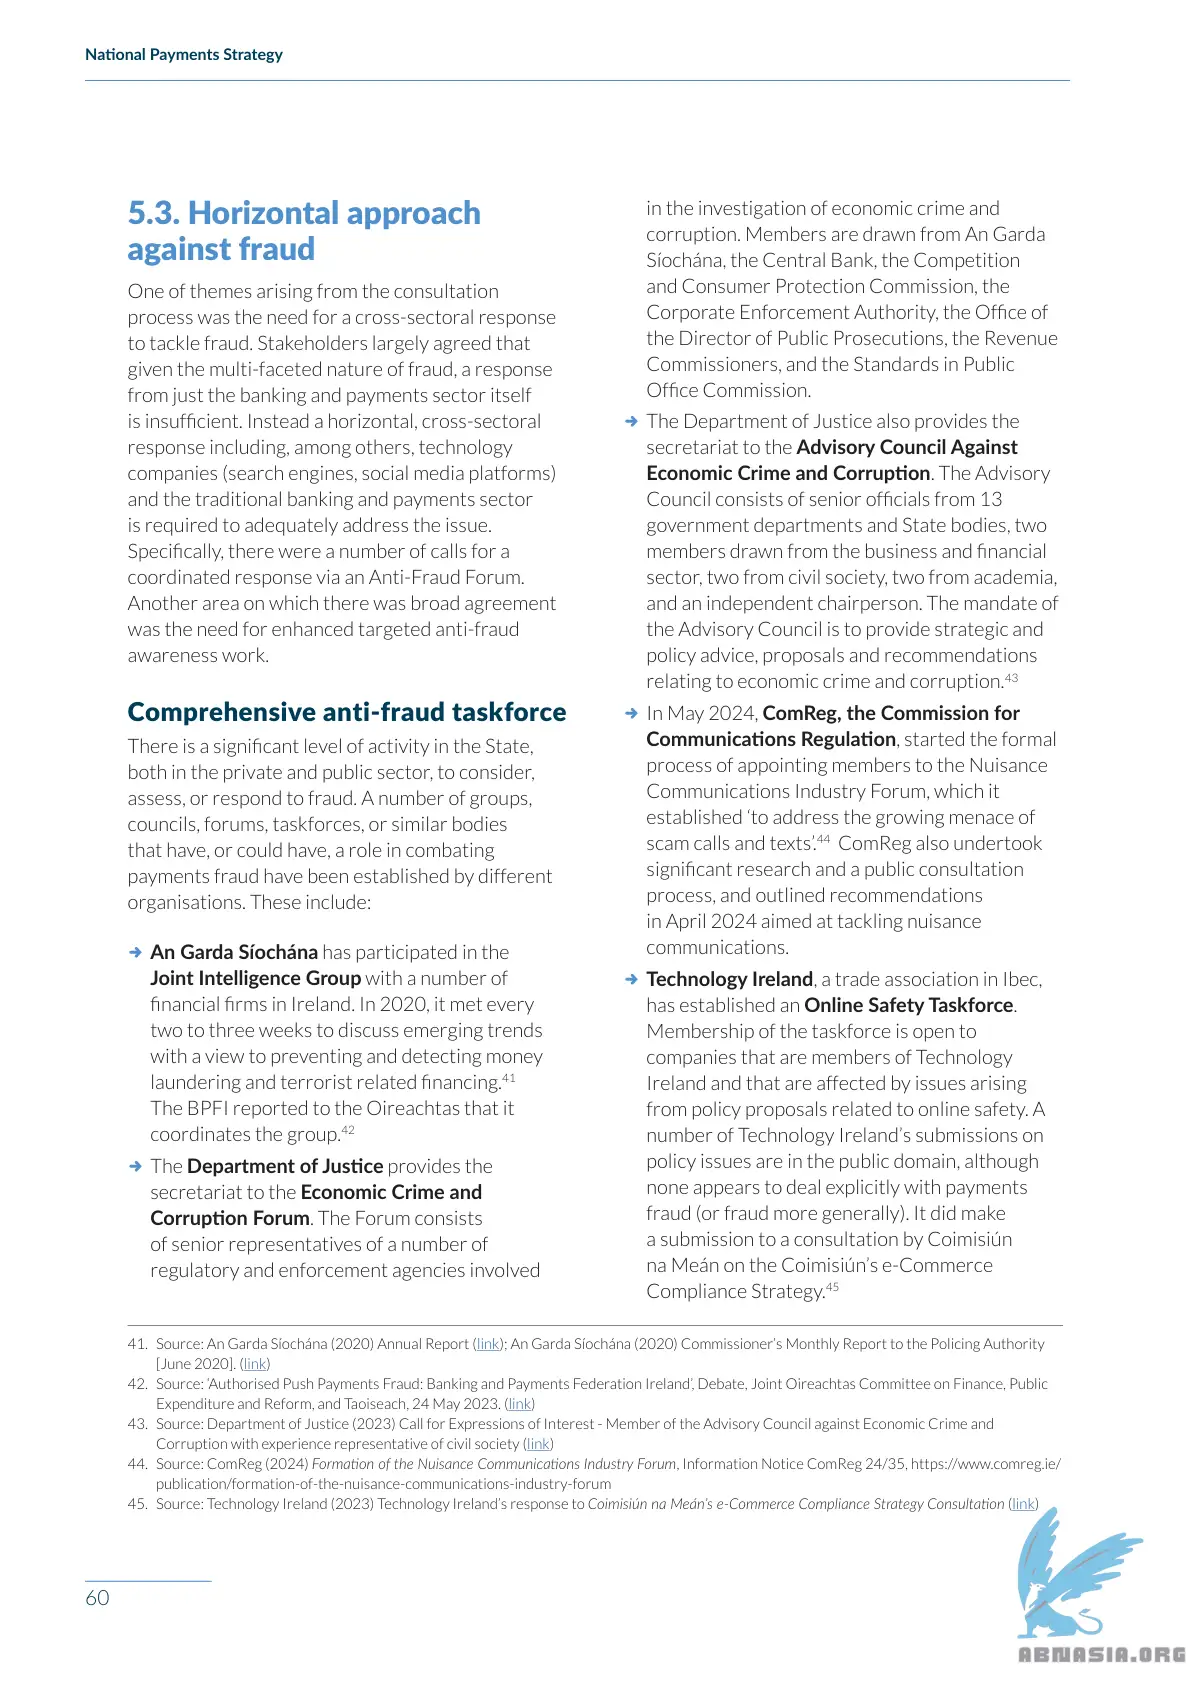 National Payments Strategy
5.3. Horizontal approach
against fraud
One of themes arising from the consultation
process was the need for a cross-sectoral response
to tackle fraud. Stakeholders largely agreed that
given the multi-faceted nature of fraud, a response
from just the banking and payments sector itself
is insufficient. Instead a horizontal, cross-sectoral
response including, among others, technology
companies (search engines, social media platforms)
and the traditional banking and payments sector
is required to adequately address the issue.
Specifically, there were a number of calls for a
coordinated response via an Anti-Fraud Forum.
Another area on which there was broad agreement
was the need for enhanced targeted anti-fraud
awareness work.
Comprehensive anti-fraud taskforce
There is a significant level of activity in the State,
both in the private and public sector, to consider,
assess, or respond to fraud. A number of groups,
councils, forums, taskforces, or similar bodies
that have, or could have, a role in combating
payments fraud have been established by different
organisations. These include:
→ An Garda Síochána has participated in the
Joint Intelligence Group with a number of
financial firms in Ireland. In 2020, it met every
two to three weeks to discuss emerging trends
with a view to preventing and detecting money
laundering and terrorist related financing.41
The BPFI reported to the Oireachtas that it
coordinates the group.42
→ The Department of Justice provides the
secretariat to the Economic Crime and
Corruption Forum. The Forum consists
of senior representatives of a number of
regulatory and enforcement agencies involved
in the investigation of economic crime and
corruption. Members are drawn from An Garda
Síochána, the Central Bank, the Competition
and Consumer Protection Commission, the
Corporate Enforcement Authority, the Office of
the Director of Public Prosecutions, the Revenue
Commissioners, and the Standards in Public
Office Commission.
→ The Department of Justice also provides the
secretariat to the Advisory Council Against
Economic Crime and Corruption. The Advisory
Council consists of senior officials from 13
government departments and State bodies, two
members drawn from the business and financial
sector, two from civil society, two from academia,
and an independent chairperson. The mandate of
the Advisory Council is to provide strategic and
policy advice, proposals and recommendations
relating to economic crime and corruption.43
→ In May 2024, ComReg, the Commission for
Communications Regulation, started the formal
process of appointing members to the Nuisance
Communications Industry Forum, which it
established ‘to address the growing menace of
scam calls and texts’.44 ComReg also undertook
significant research and a public consultation
process, and outlined recommendations
in April 2024 aimed at tackling nuisance
communications.
→ Technology Ireland, a trade association in Ibec,
has established an Online Safety Taskforce.
Membership of the taskforce is open to
companies that are members of Technology
Ireland and that are affected by issues arising
from policy proposals related to online safety. A
number of Technology Ireland’s submissions on
policy issues are in the public domain, although
none appears to deal explicitly with payments
fraud (or fraud more generally). It did make
a submission to a consultation by Coimisiún
na Meán on the Coimisiún’s e-Commerce
Compliance Strategy.45
41. Source: An Garda Síochána (2020) Annual Report (link); An Garda Síochána (2020) Commissioner’s Monthly Report to the Policing Authority
[June 2020]. (link)
42. Source: ‘Authorised Push Payments Fraud: Banking and Payments Federation Ireland’, Debate, Joint Oireachtas Committee on Finance, Public
Expenditure and Reform, and Taoiseach, 24 May 2023. (link)
43. Source: Department of Justice (2023) Call for Expressions of Interest - Member of the Advisory Council against Economic Crime and
Corruption with experience representative of civil society (link)
44. Source: ComReg (2024) Formation of the Nuisance Communications Industry Forum, Information Notice ComReg 24/35, https://www.comreg.ie/
publication/formation-of-the-nuisance-communications-industry-forum
45. Source: Technology Ireland (2023) Technology Ireland’s response to Coimisiún na Meán’s e-Commerce Compliance Strategy Consultation (link)
60
ABNASIA.ORG